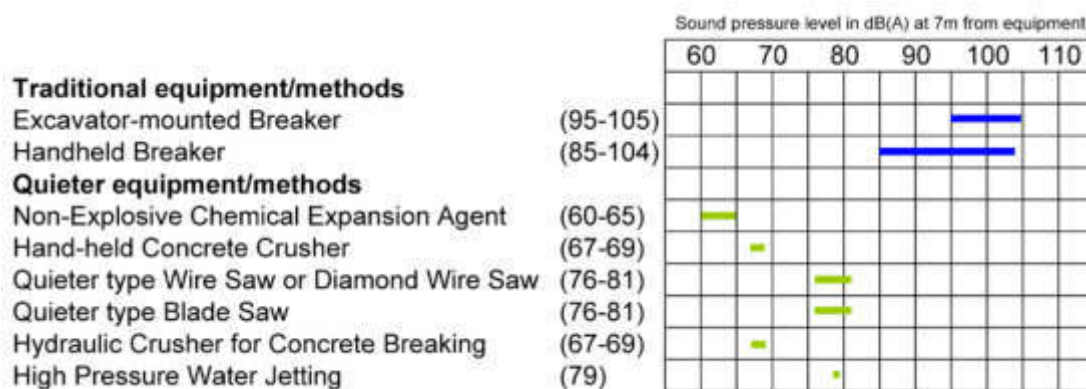 Sound pressure level in dB(A) at 7m from equipment
60 70 80 90 100 110
Traditional equipment/methods
Excavator-mounted Breaker (95-105)
Handheld Breaker (85-104)
Quieter equipment/methods
Non-Explosive Chemical Expansion Agent (60-65)
Hand-held Concrete Crusher (67-69)
Quieter type Wire Saw or Diamond Wire Saw (76-81)
Quieter type Blade Saw (76-81)
Hydraulic Crusher for Concrete Breaking (67-69)
High Pressure Water Jetting (79)